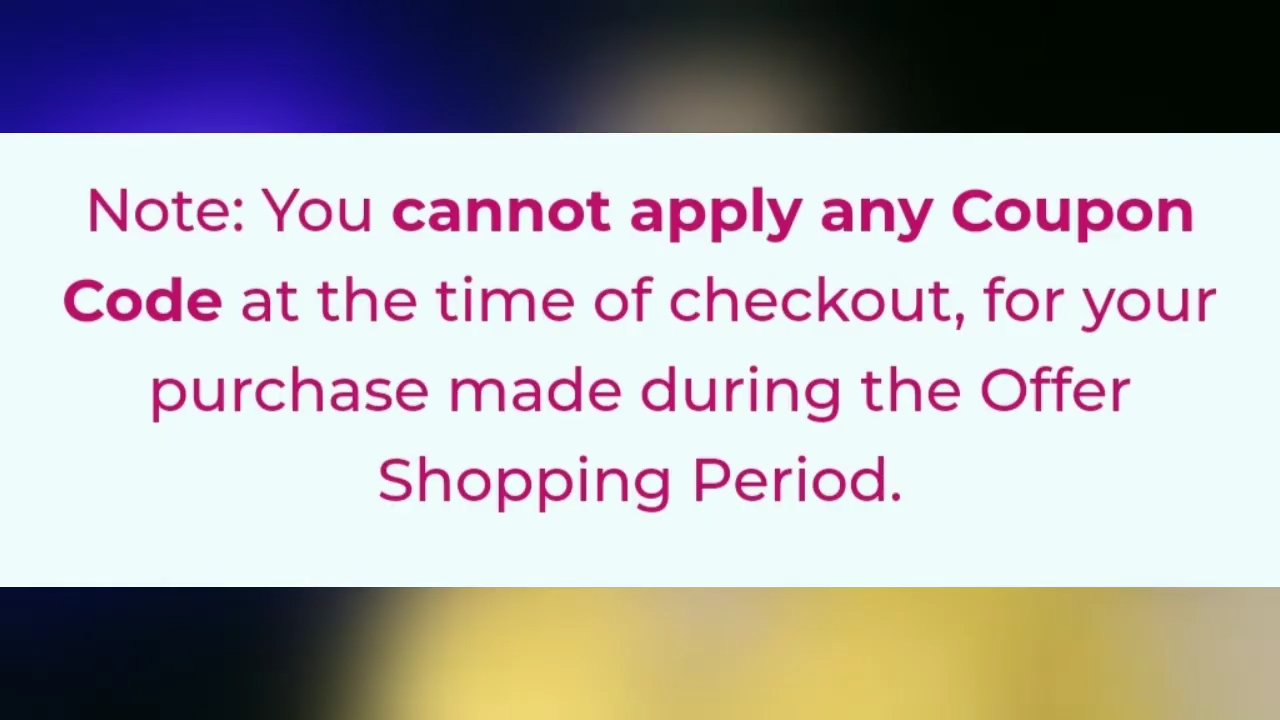 Note: You cannot apply any Coupon
Code at the time of checkout, for your
purchase made during the Offer
Shopping Period.